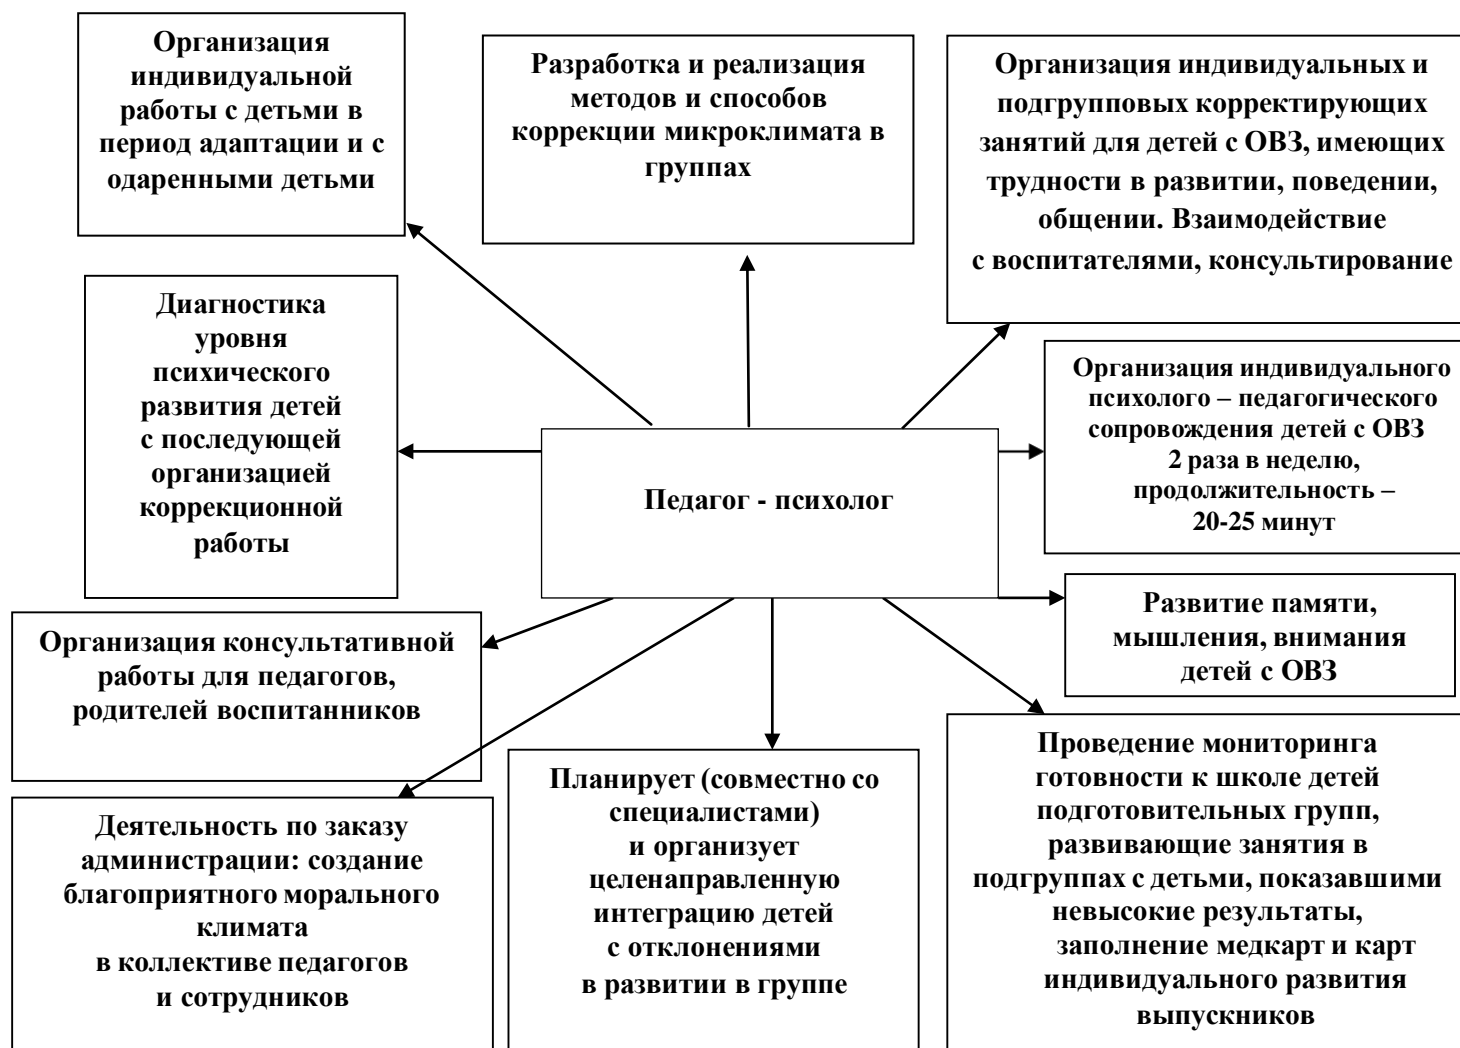 Организация
индивидуальной
работы с детьми в
период адаптации и с
одаренными детьми
Разработка и реализация
методов и способов
коррекции микроклимата в
группах
Организация индивидуальных и
подгрупповых корректирующих
занятий для детей с ОВЗ, имеющих
трудности в развитии, поведении,
общении. Взаимодействие
с воспитателями, консультирование
Диагностика
уровня
психического
развития детей
с последующей
организацией
коррекционной
работы
Педагог - психолог
Организация индивидуального
психолого – педагогического
сопровождения детей с ОВЗ
2 раза в неделю,
продолжительность –
20-25 минут
Развитие памяти,
мышления, внимания
детей с ОВЗ
Организация консультативной
работы для педагогов,
родителей воспитанников
Деятельность по заказу
администрации: создание
благоприятного морального
климата
в коллективе педагогов
и сотрудников
Планирует (совместно со
специалистами)
и организует
целенаправленную
интеграцию детей
с отклонениями
в развитии в группе
Проведение мониторинга
готовности к школе детей
подготовительных групп,
развивающие занятия в
подгруппах с детьми, показавшими
невысокие результаты,
заполнение медкарт и карт
индивидуального развития
выпускников